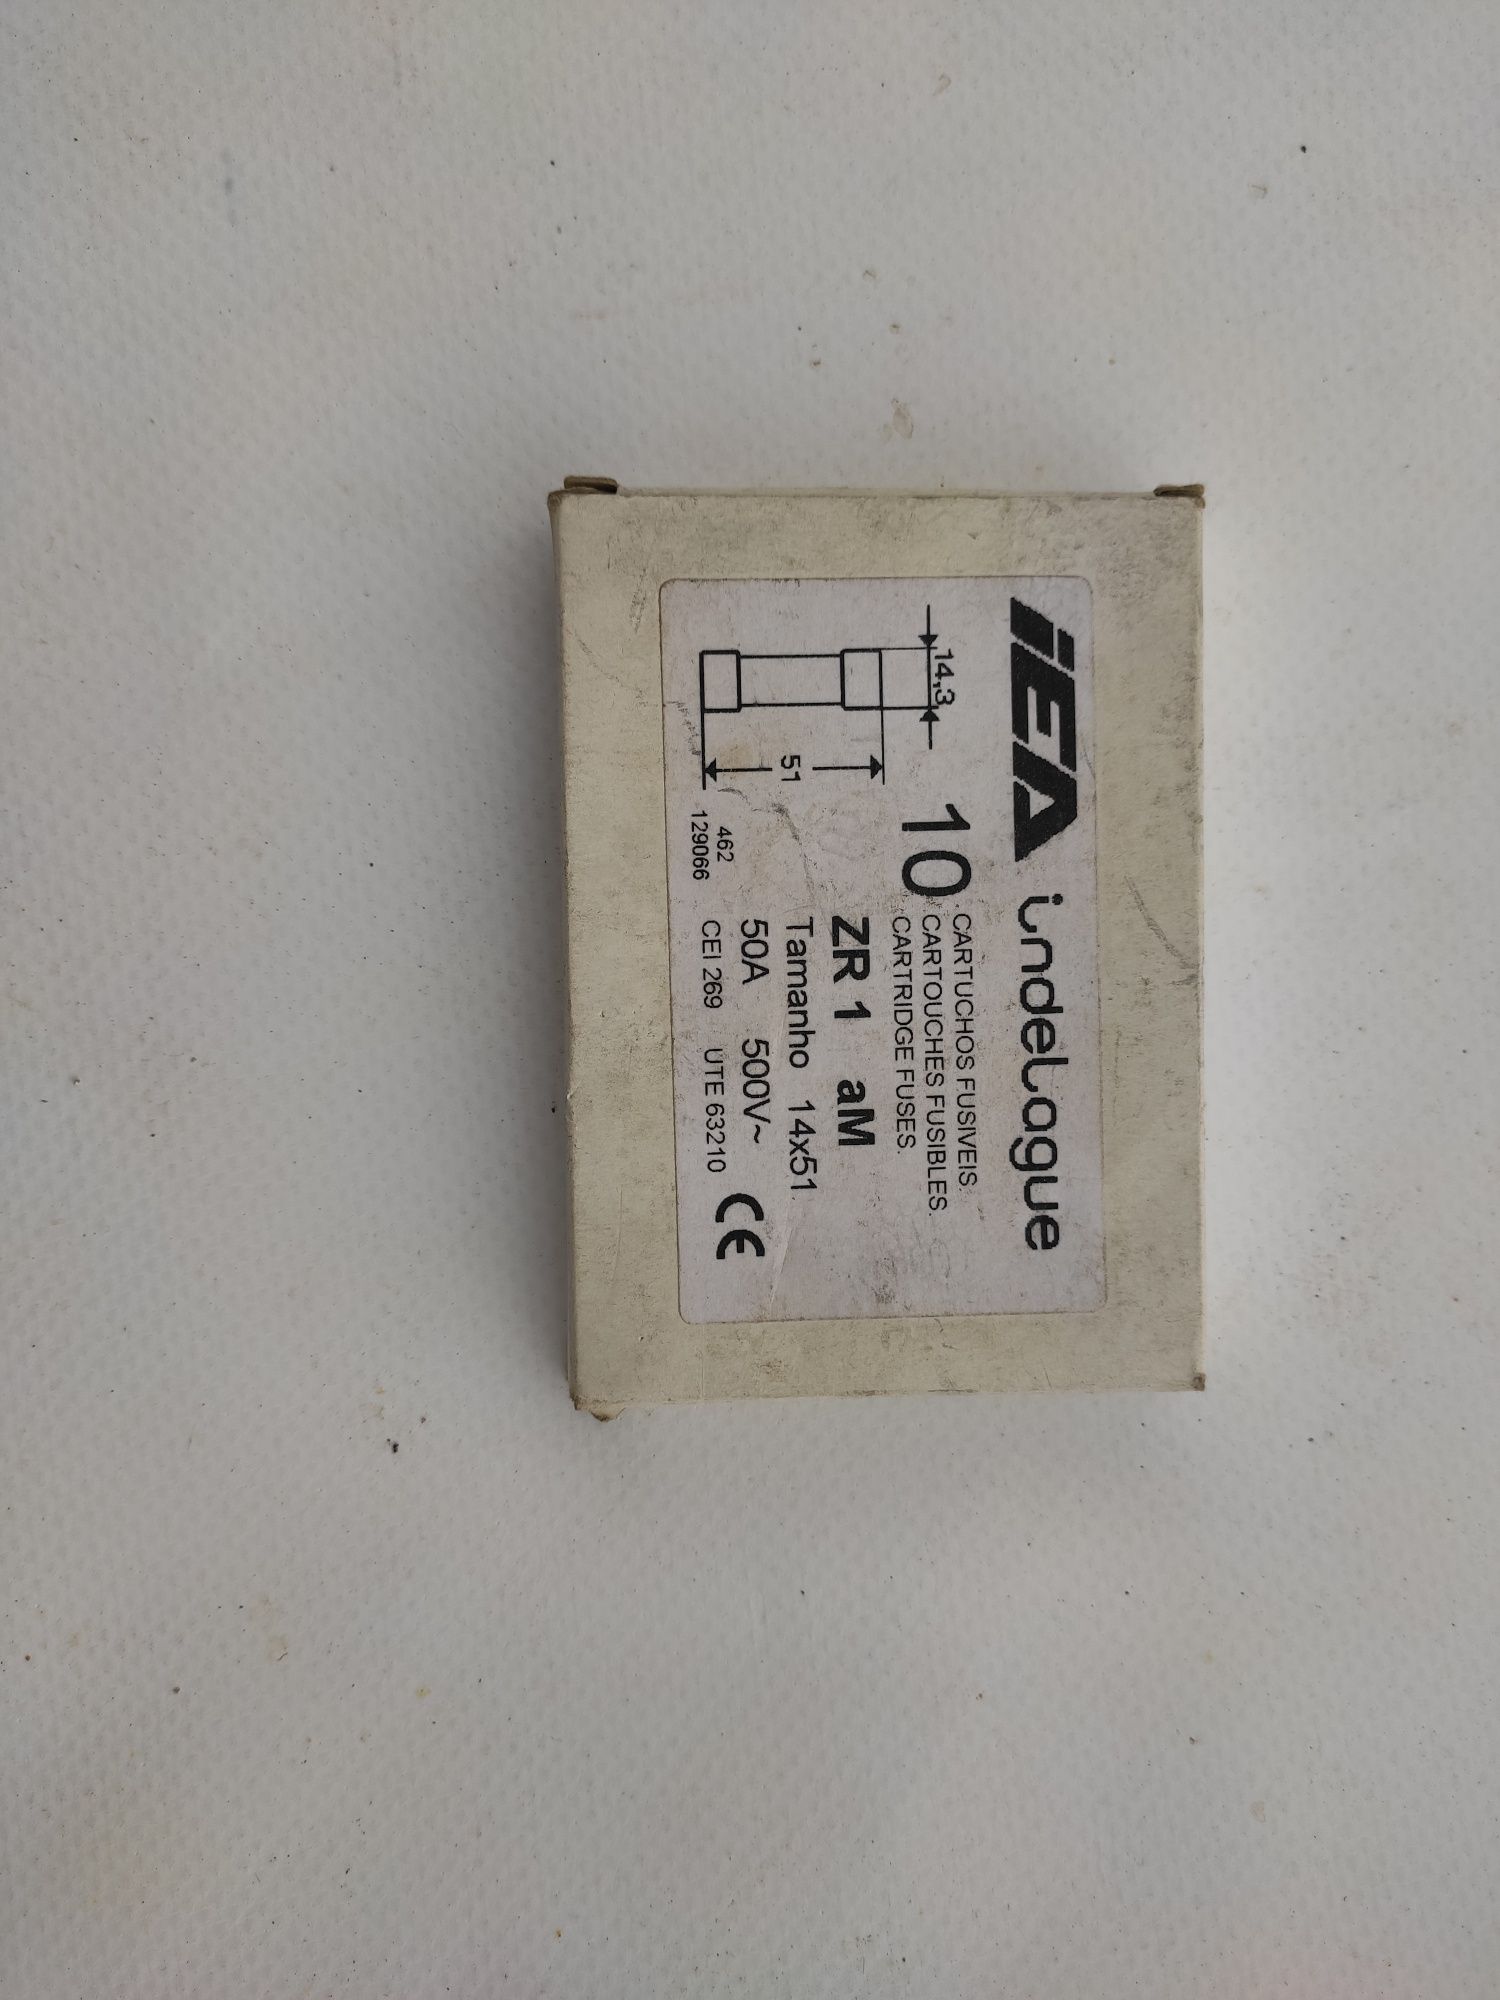 iEA indelague
10 CARTUCHOS FUSIVEIS.
CARTOUCHES FUSIBLES.
CARTRIDGE FUSES.
14,3
51
ZR 1 aM
Tamanho 14x51
50A 500V~
462
129066
CEI 269 UTE 63210 CE